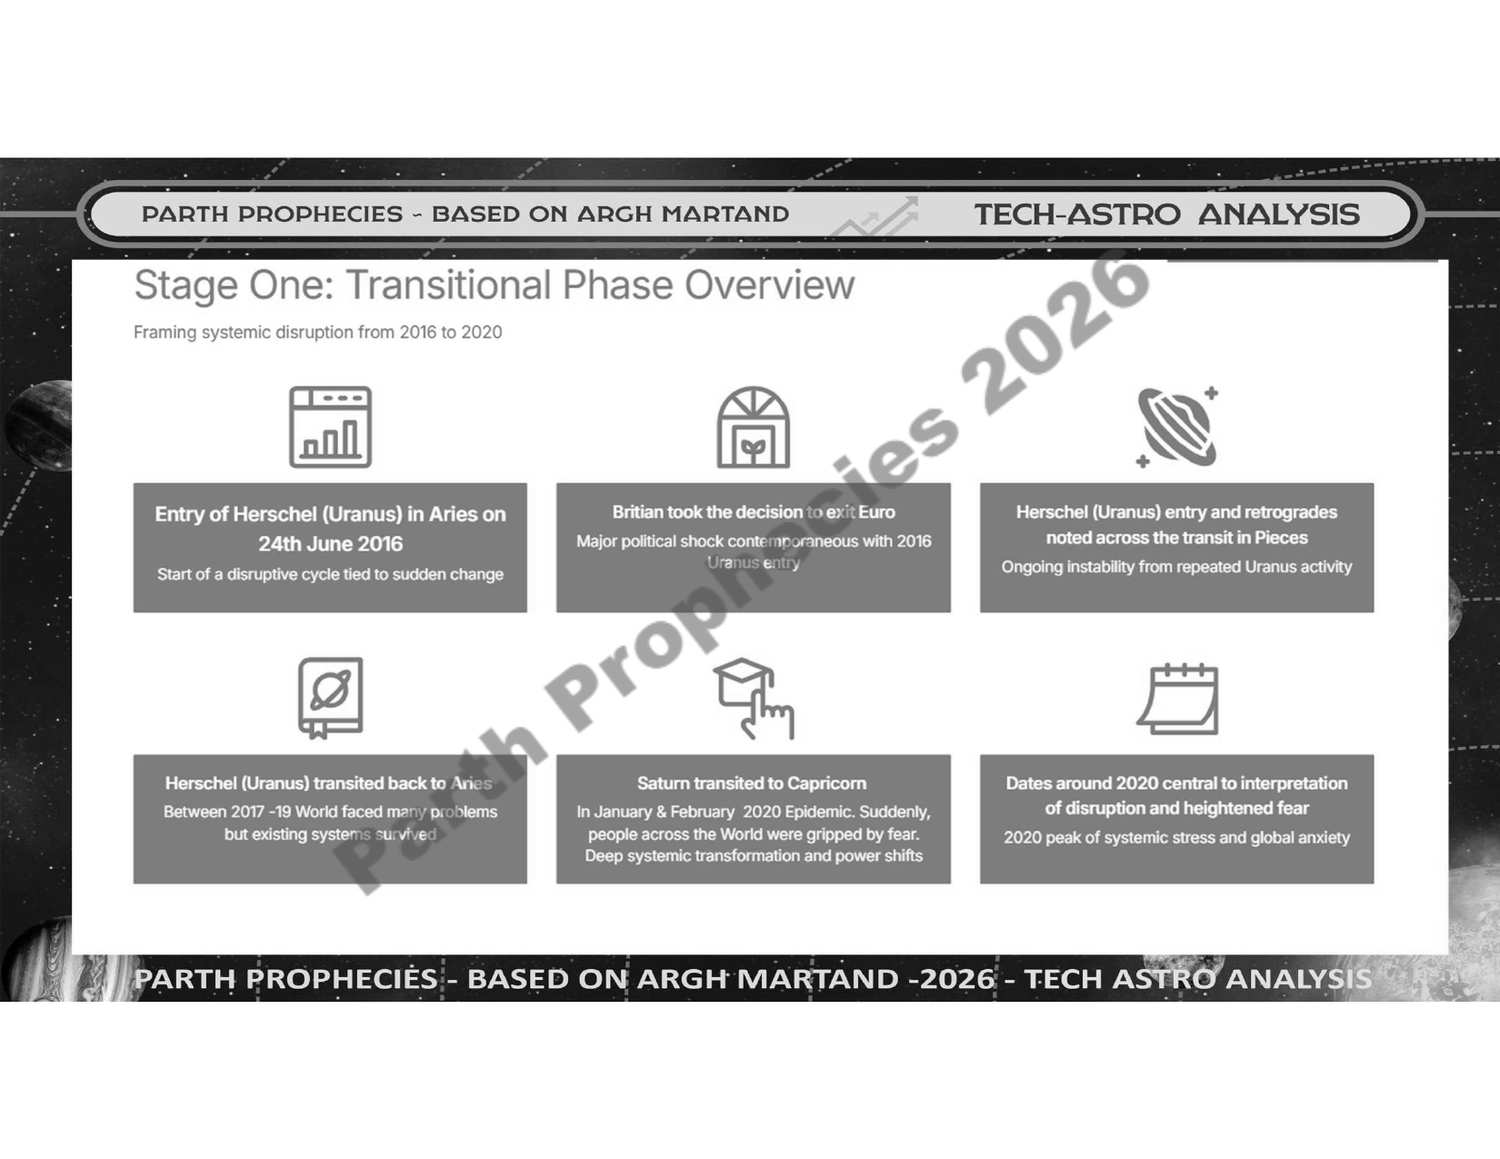 PARTH PROPHECIES ~ BASED ON ARGH MARTAND
TECH-ASTRO ANALYSIS
Stage One: Transitional Phase Overview
Framing systemic disruption from 2016 to 2020
Entry of Herschel (Uranus) in Aries on
24th June 2016
Start of a disruptive cycle tied to sudden change
Britian took the decision to exit Euro
Major political shock contemporaneous with 2016
Uranus entry
Herschel (Uranus) entry and retrogrades
noted across the transit in Pieces
Ongoing instability from repeated Uranus activity
Herschel (Uranus) transited back to Aries
Between 2017 -19 World faced many problems
but existing systems survived
Saturn transited to Capricorn
In January & February 2020 Epidemic. Suddenly,
people across the World were gripped by fear.
Deep systemic transformation and power shifts
Dates around 2020 central to interpretation
of disruption and heightened fear
2020 peak of systemic stress and global anxiety
Parth Prophecies 2026
PARTH PROPHECIES - BASED ON ARGH MARTAND -2026 - TECH ASTRO ANALYSIS